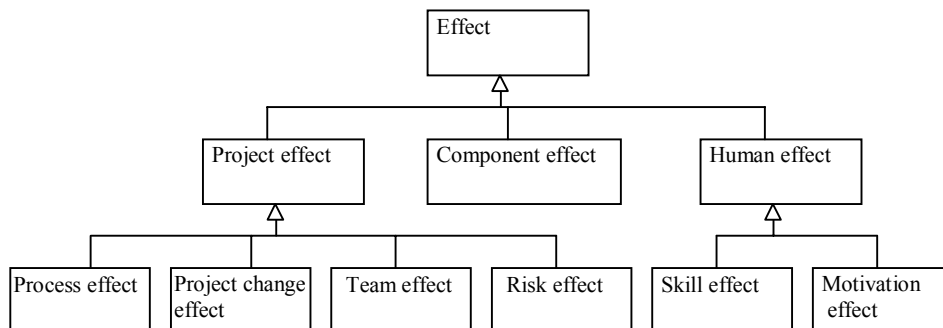 Effect
Project effect
Component effect
Human effect
Process effect
Project change
effect
Team effect
Risk effect
Skill effect
Motivation
effect